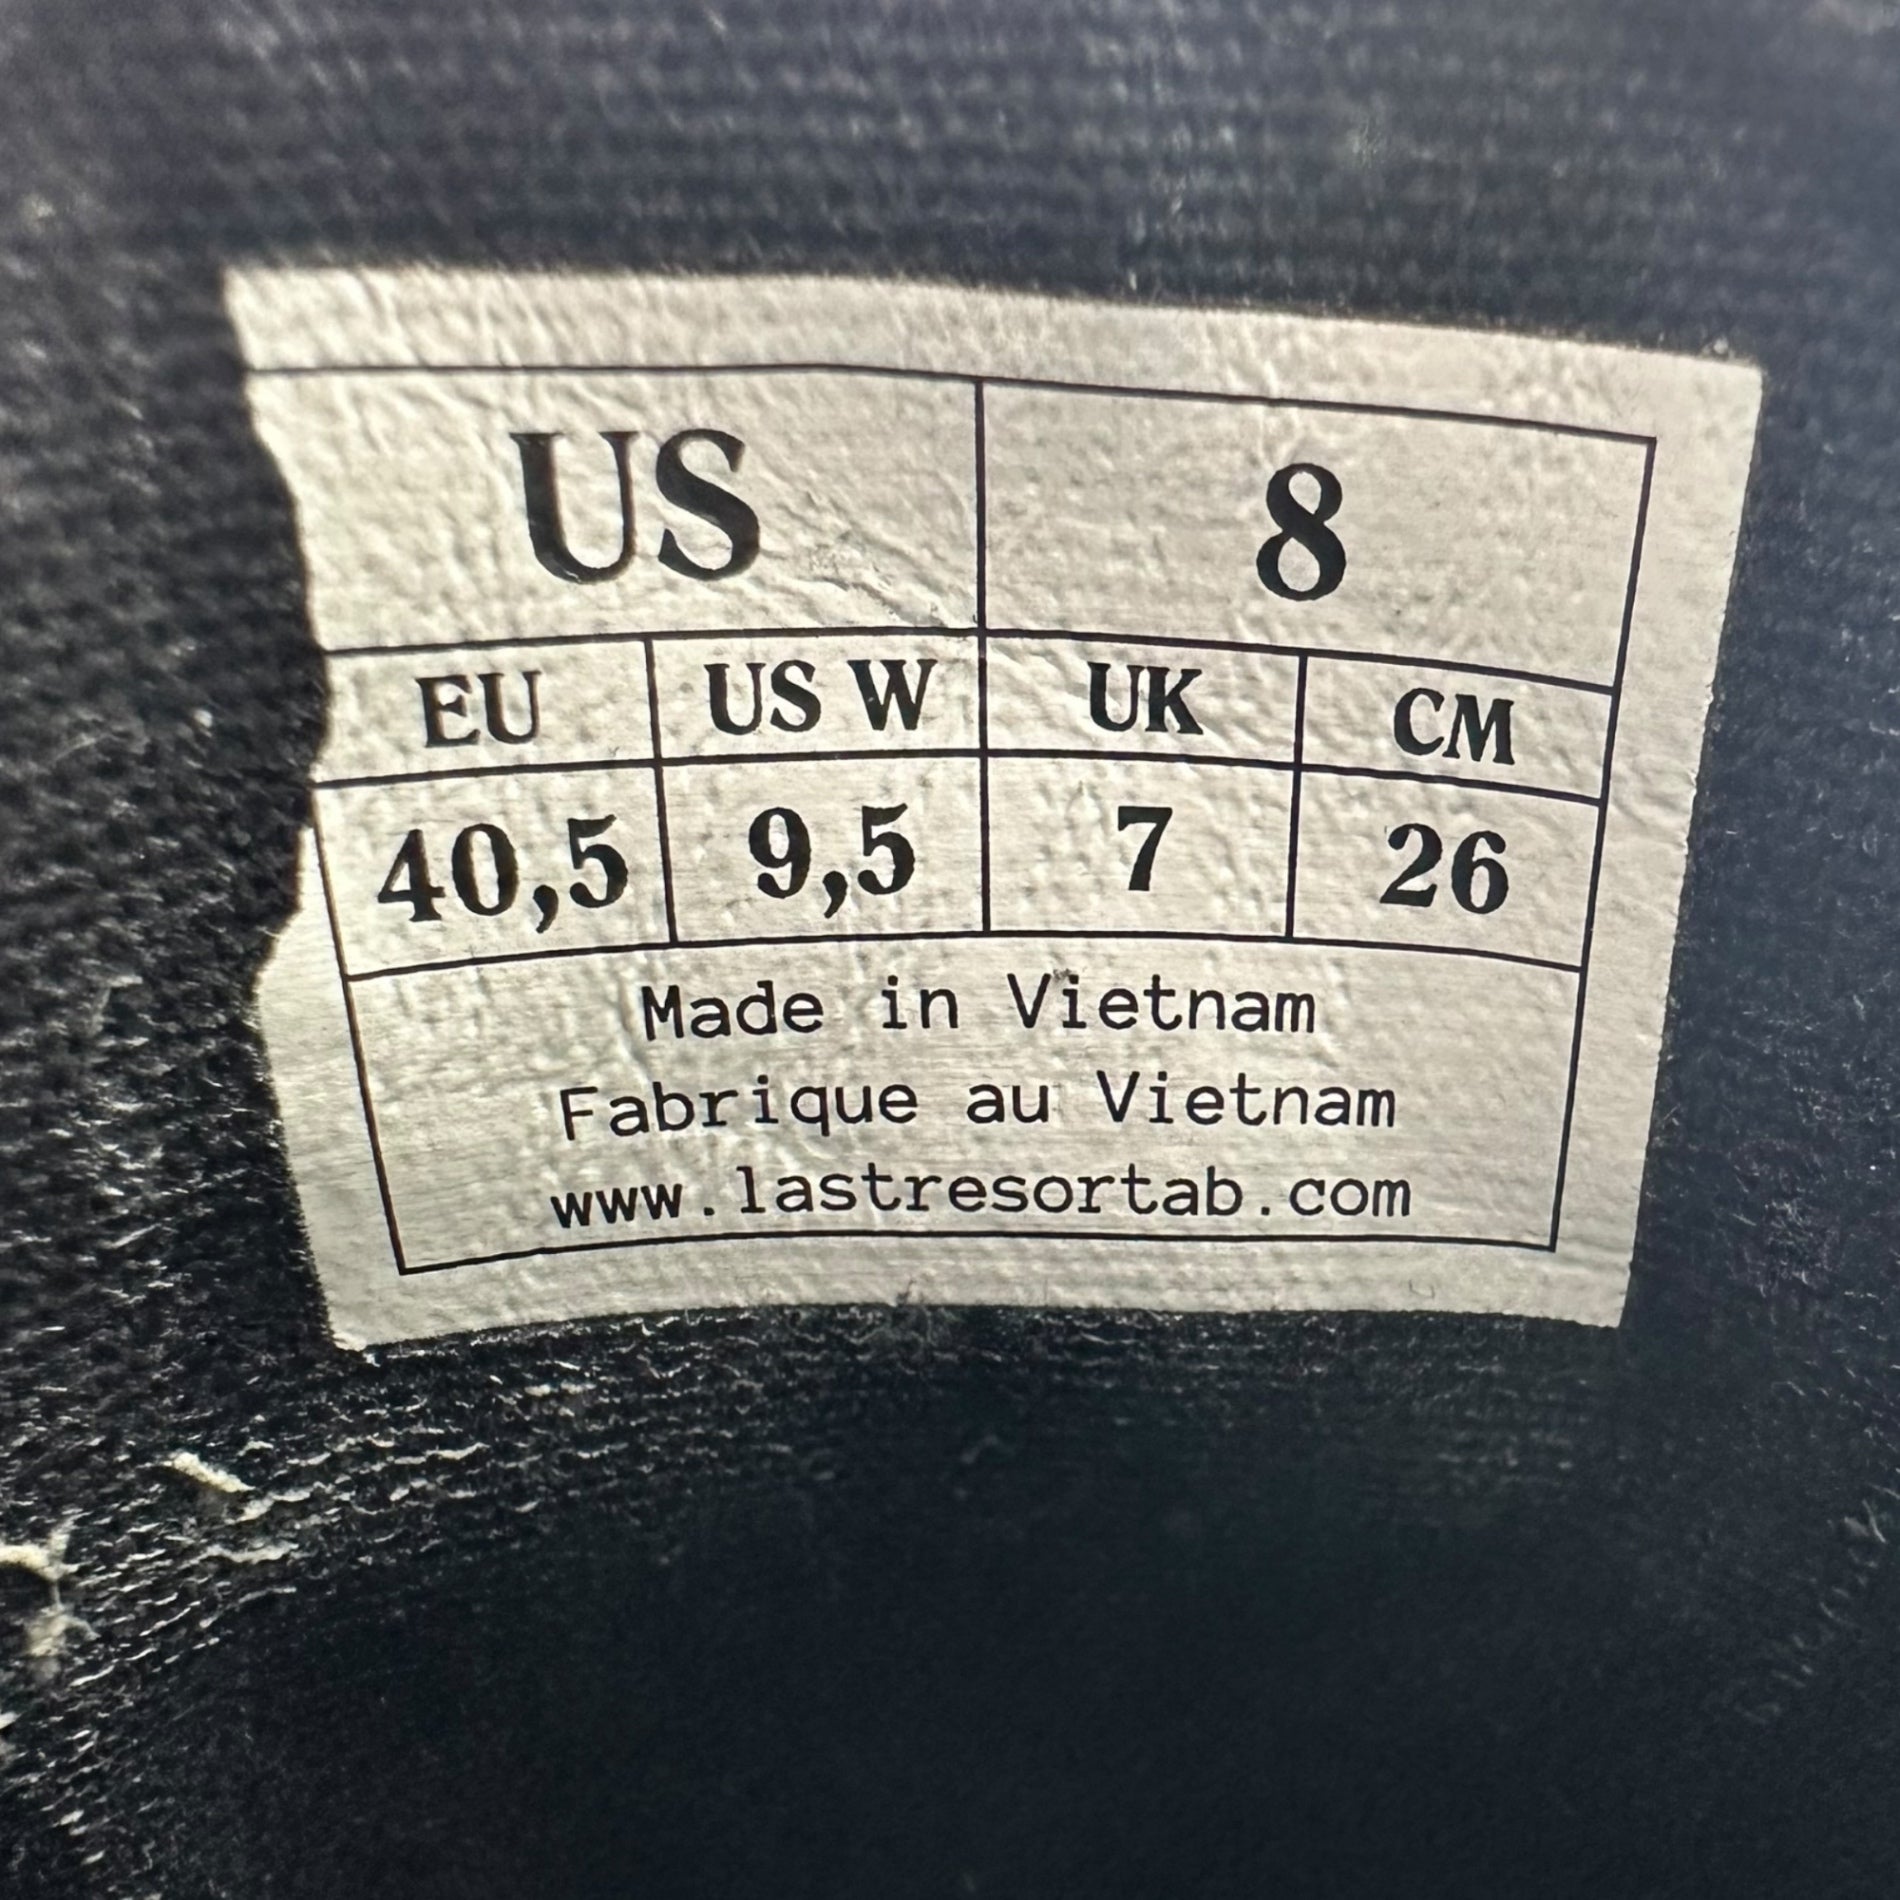 US 8
EU US W UK CM
40,5 9,5 7 26
Made in Vietnam
Fabrique au Vietnam
www.lastresortab.com